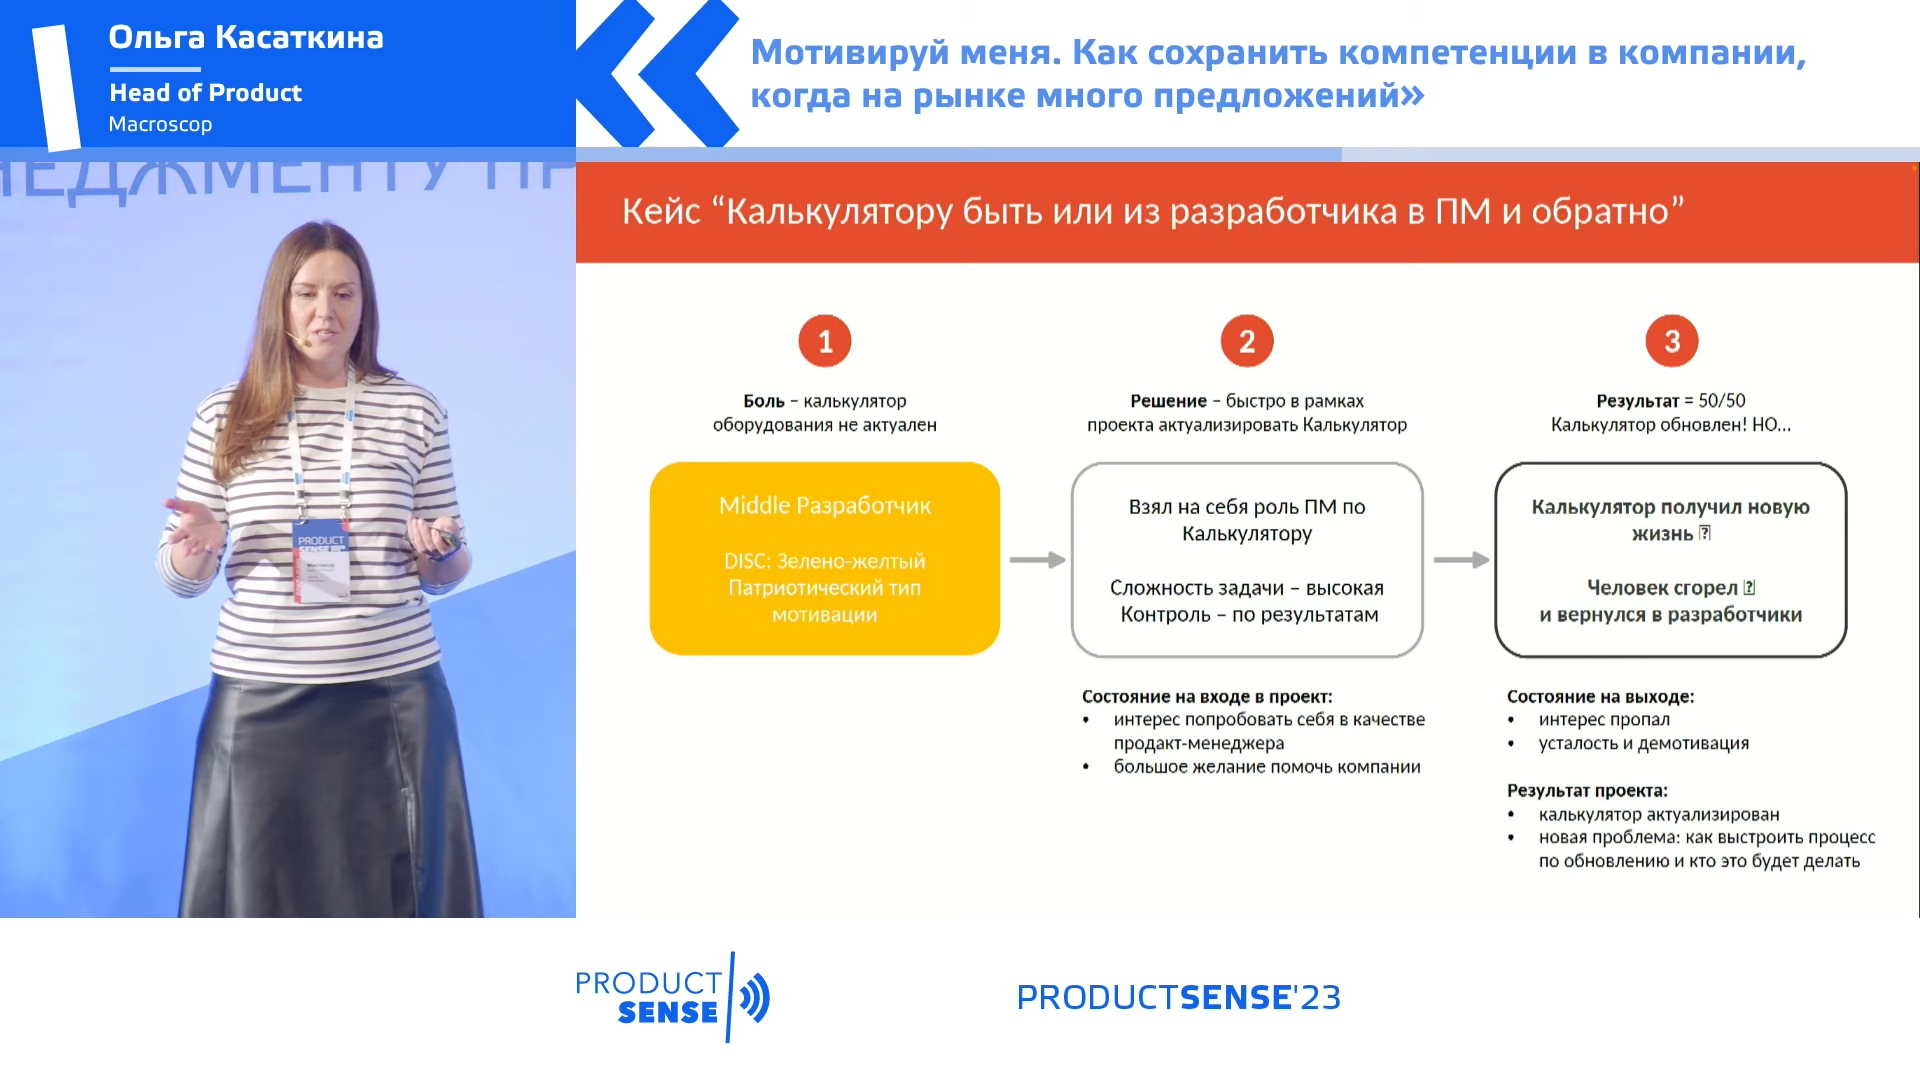 Ольга Касаткина
Head of Product
Macroscop
Мотивируй меня. Как сохранить компетенции в компании,
когда на рынке много предложений»
ЕДЖМЕНТУ ПР
Кейс “Калькулятору быть или из разработчика в ПМ и обратно”
1
Боль – калькулятор
оборудования не актуален
Middle Разработчик
DISC: Зелено-желтый
Патриотический тип
мотивации
2
Решение – быстро в рамках
проекта актуализировать Калькулятор
Взял на себя роль ПМ по
Калькулятору
Сложность задачи – высокая
Контроль – по результатам
Состояние на входе в проект:
• интерес попробовать себя в качестве
продакт-менеджера
• большое желание помочь компании
3
Результат = 50/50
Калькулятор обновлен! НО...
Калькулятор получил новую
жизнь
Человек сгорел
и вернулся в разработчики
Состояние на выходе:
• интерес пропал
• усталость и демотивация
Результат проекта:
• калькулятор актуализирован
• новая проблема: как выстроить процесс
по обновлению и кто это будет делать
PRODUCT
SENSE
PRODUCT
SENSE
PRODUCTSENSE'23